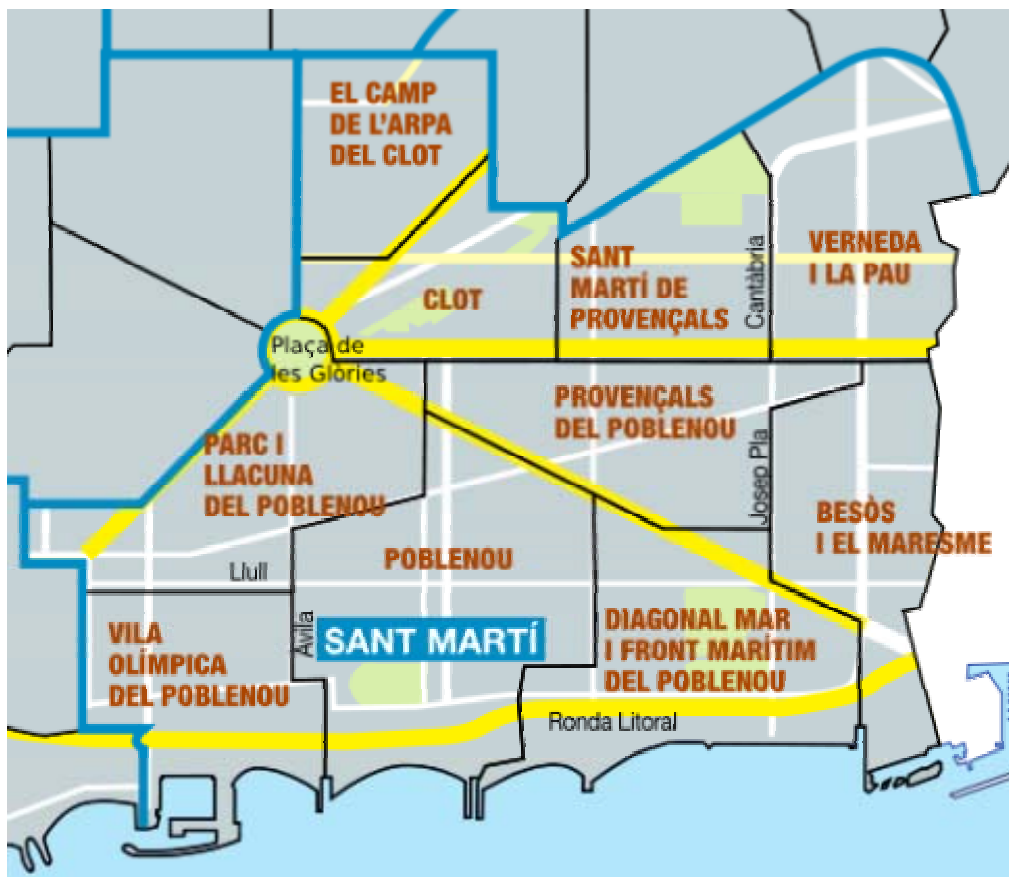 EL CAMP
DE L'ARPA
DEL CLOT
CLOT
SANT
MARTÍ DE
PROVENÇALS
Cantàbria
VERNEDA
I LA PAU
Plaça de
les Glòries
PARC I
LLACUNA
DEL POBLENOU
PROVENÇALS
DEL POBLENOU
Josep Pla
BESÒS
I EL MARESME
Llull
POBLENOU
VILA
OLÍMPICA
DEL POBLENOU
Àvila
SANT MARTÍ
DIAGONAL MAR
I FRONT MARÍTIM
DEL POBLENOU
Ronda Litoral